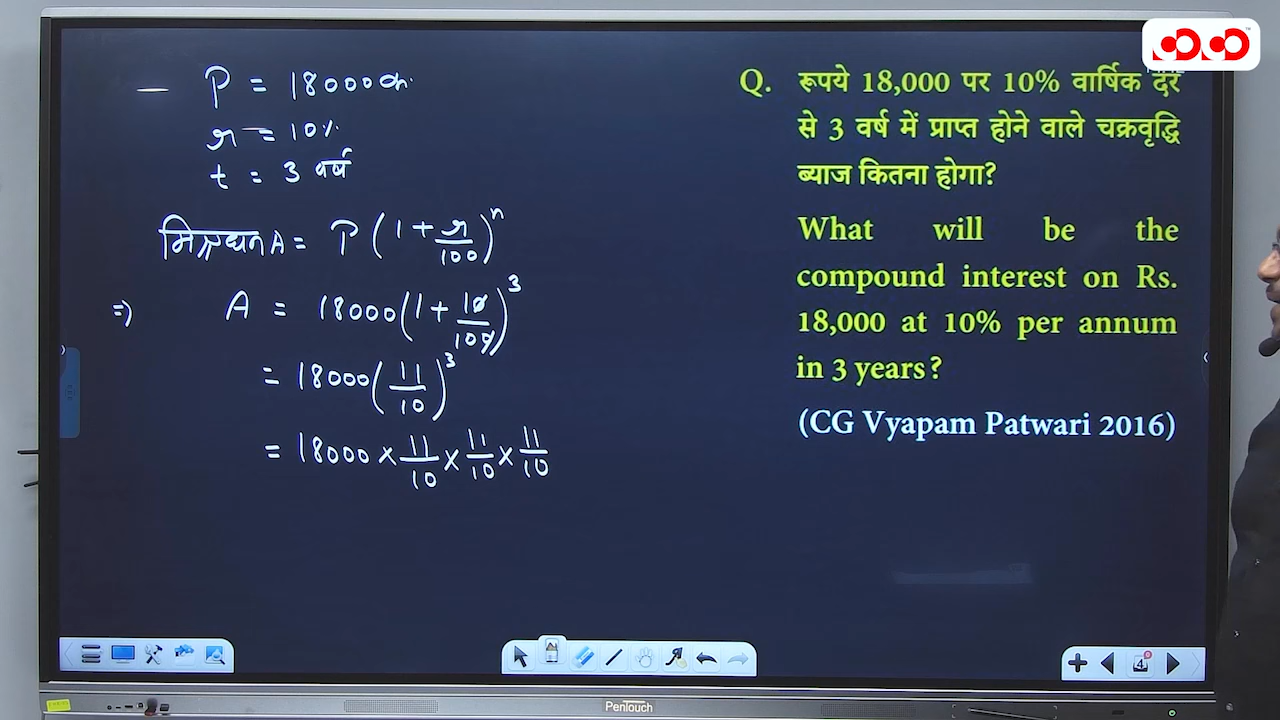 — P = 18000 रू.
r = 10%
t = 3 वर्ष
मिश्रधन A = P(1 + r/100)^n
⇒) A = 18000(1 + 10/100)^3
= 18000(11/10)^3
= 18000 × 11/10 × 11/10 × 11/10
Q. रूपये 18,000 पर 10% वार्षिक दर
से 3 वर्ष में प्राप्त होने वाले चक्रवृद्धि
ब्याज कितना होगा?
What will be the
compound interest on Rs.
18,000 at 10% per annum
in 3 years?
(CG Vyapam Patwari 2016)
4
PenTouch